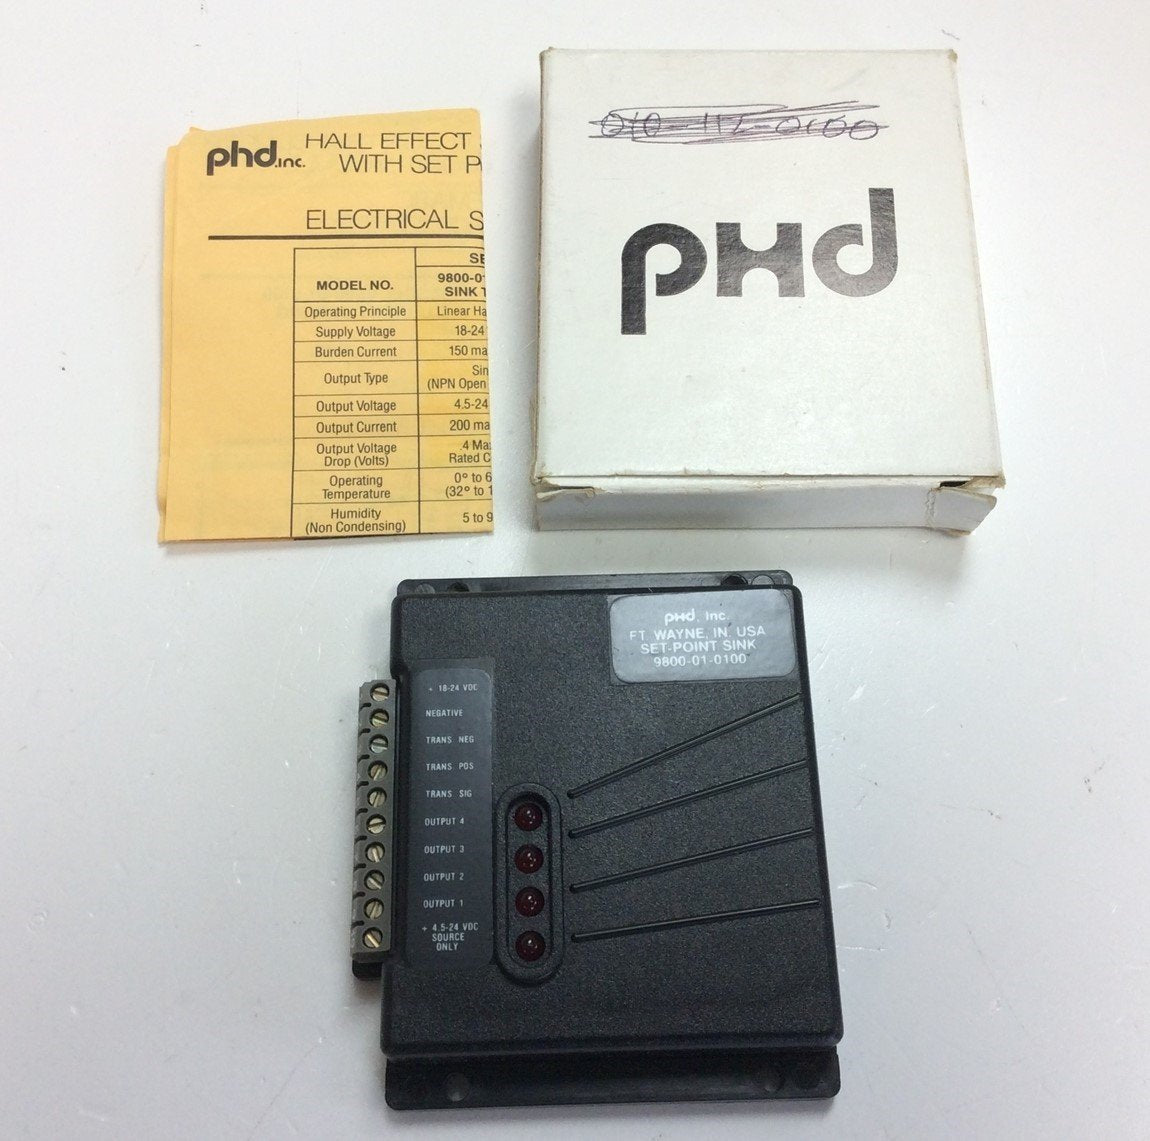 phd, inc.
HALL EFFECT
WITH SET
ELECTRICAL
MODEL NO.
9800-0
SINK
Operating Principle
Linear Ha
Supply Voltage
18-24
Burden Current
150 ma
Output Type
Sin
(NPN Open
Output Voltage
4.5-24
Output Current
200 ma
Output Voltage
Drop (Volts)
.4 Max
Rated C
Operating
Temperature
0° to 6
(32° to 1
Humidity
(Non Condensing)
5 to 9
phd
phd, Inc.
FT. WAYNE, IN. USA
SET-POINT SINK
9800-01-0100
+ 18-24 VDC
NEGATIVE
TRANS NEG
TRANS POS
TRANS SIG
OUTPUT 4
OUTPUT 3
OUTPUT 2
OUTPUT 1
+ 4.5-24 VDC
SOURCE
ONLY